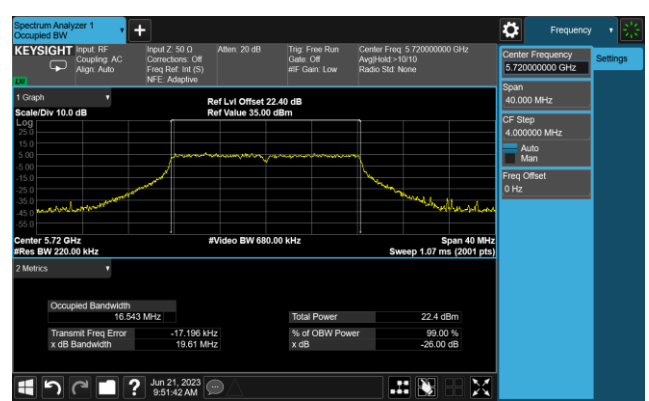 Spectrum Analyzer 1
Occupied BW
Frequency
KEYSIGHT
Input: RF
Coupling: AC
Align: Auto
Input Z: 50 Ω
Corrections: Off
Freq Ref: Int (S)
NFE: Adaptive
Atten: 20 dB
Trig: Free Run
Gate: Off
#IF Gain: Low
Center Freq: 5.720000000 GHz
Avg|Hold:>10/10
Radio Std: None
1 Graph
Scale/Div 10.0 dB
Ref Lvl Offset 22.40 dB
Ref Value 35.00 dBm
Log
25.0
15.0
5.00
-5.00
-15.0
-25.0
-35.0
-45.0
-55.0
Center 5.72 GHz
#Res BW 220.00 kHz
#Video BW 680.00 kHz
Span 40 MHz
Sweep 1.07 ms (2001 pts)
2 Metrics
Occupied Bandwidth
16.543 MHz
Transmit Freq Error -17.196 kHz
x dB Bandwidth 19.61 MHz
Total Power 22.4 dBm
% of OBW Power 99.00 %
x dB -26.00 dB
Jun 21, 2023
9:51:42 AM
Center Frequency
5.720000000 GHz
Span
40.000 MHz
CF Step
4.000000 MHz
Auto
Man
Freq Offset
0 Hz
Settings